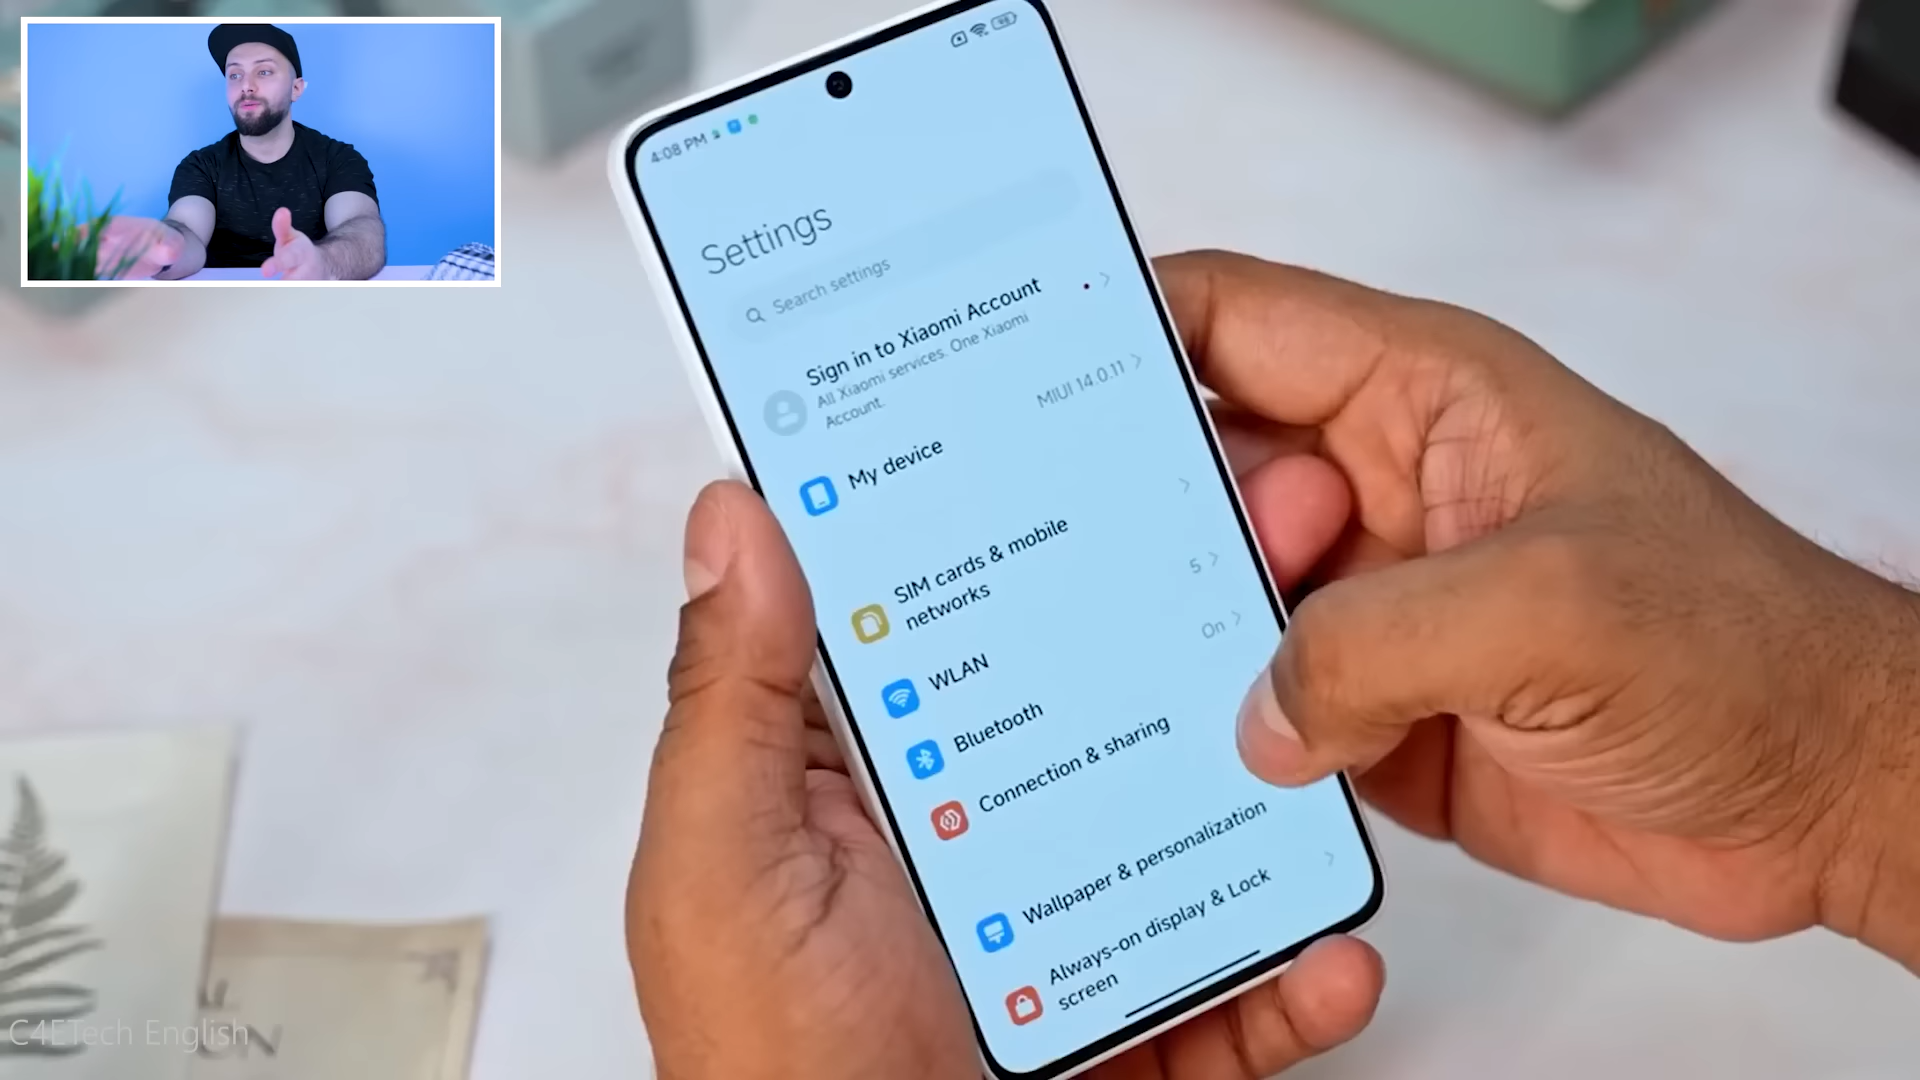 4:08 PM
Settings
Search settings
Sign in to Xiaomi Account
All Xiaomi services. One Xiaomi
Account.
My device
MIUI 14.0.11
SIM cards & mobile
networks
WLAN
5
Bluetooth
On
Connection & sharing
Wallpaper & personalization
Always-on display & Lock
screen
C4ETech English